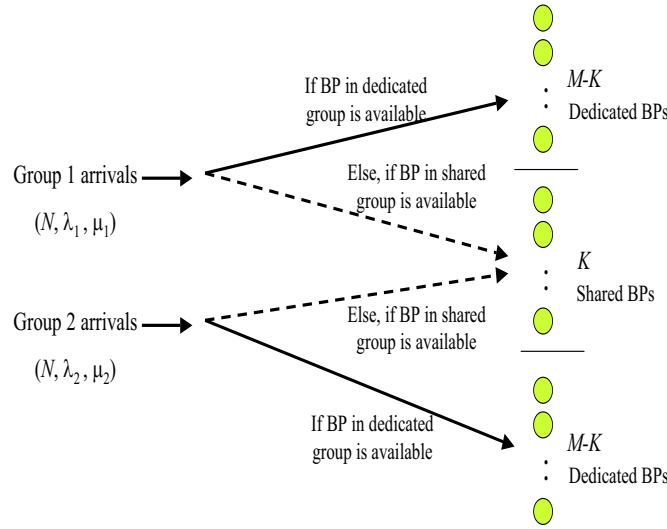 If BP in dedicated
group is available
M-K
Dedicated BPs
Group 1 arrivals
(N, λ1, μ1)
Else, if BP in shared
group is available
K
Shared BPs
Group 2 arrivals
(N, λ2, μ2)
Else, if BP in shared
group is available
If BP in dedicated
group is available
M-K
Dedicated BPs